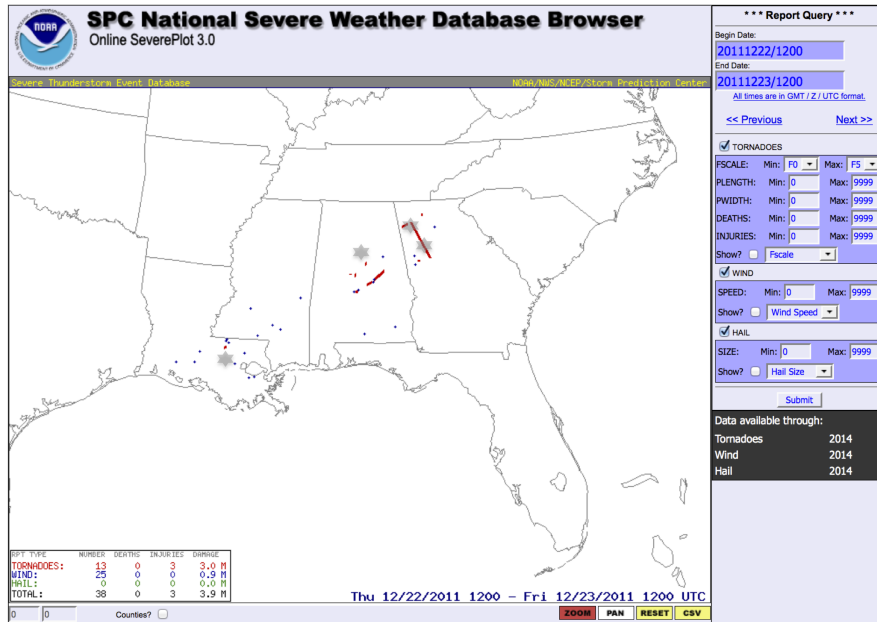 NOAA
SPC National Severe Weather Database Browser
Online SeverePlot 3.0
Severe Thunderstorm Event Database
NOAA/NWS/NCEP/Storm Prediction Center
RPT TYPE NUMBER DEATHS INJURIES DAMAGE
TORNADOES: 13 0 3 3.0 M
WIND: 25 0 0 0.9 M
HAIL: 0 0 0 0.0 M
TOTAL: 38 0 3 3.9 M
Thu 12/22/2011 1200 – Fri 12/23/2011 1200 UTC
0 0 Counties? ZOOM PAN RESET CSV
* * * Report Query * * *
Begin Date:
20111222/1200
End Date:
20111223/1200
All times are in GMT / Z / UTC format.
<< Previous Next >>
TORNADOES
FSCALE: Min: F0 Max: F5
PLENGTH: Min: 0 Max: 9999
PWIDTH: Min: 0 Max: 9999
DEATHS: Min: 0 Max: 9999
INJURIES: Min: 0 Max: 9999
Show? Fscale
WIND
SPEED: Min: 0 Max: 9999
Show? Wind Speed
HAIL
SIZE: Min: 0 Max: 9999
Show? Hail Size
Submit
Data available through:
Tornadoes 2014
Wind 2014
Hail 2014